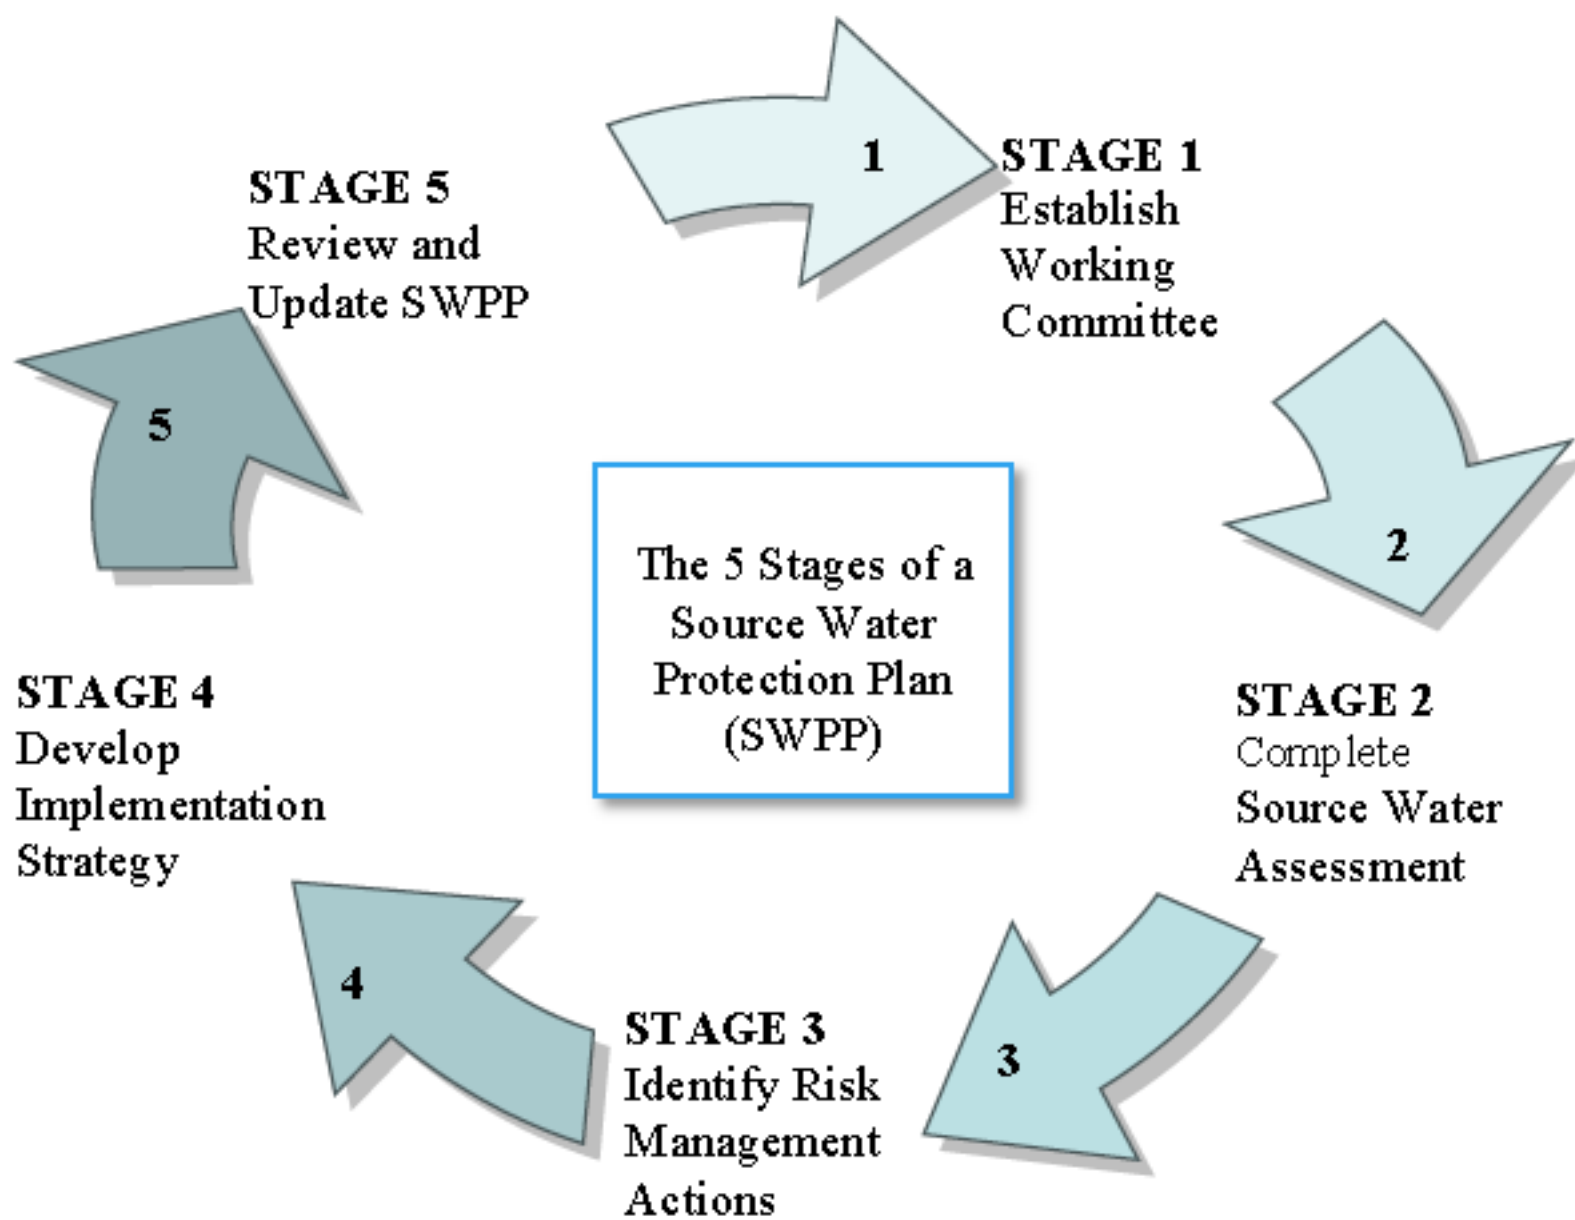 1
STAGE 1
Establish
Working
Committee
2
STAGE 2
Complete
Source Water
Assessment
3
STAGE 3
Identify Risk
Management
Actions
4
STAGE 4
Develop
Implementation
Strategy
5
STAGE 5
Review and
Update SWPP
The 5 Stages of a
Source Water
Protection Plan
(SWPP)